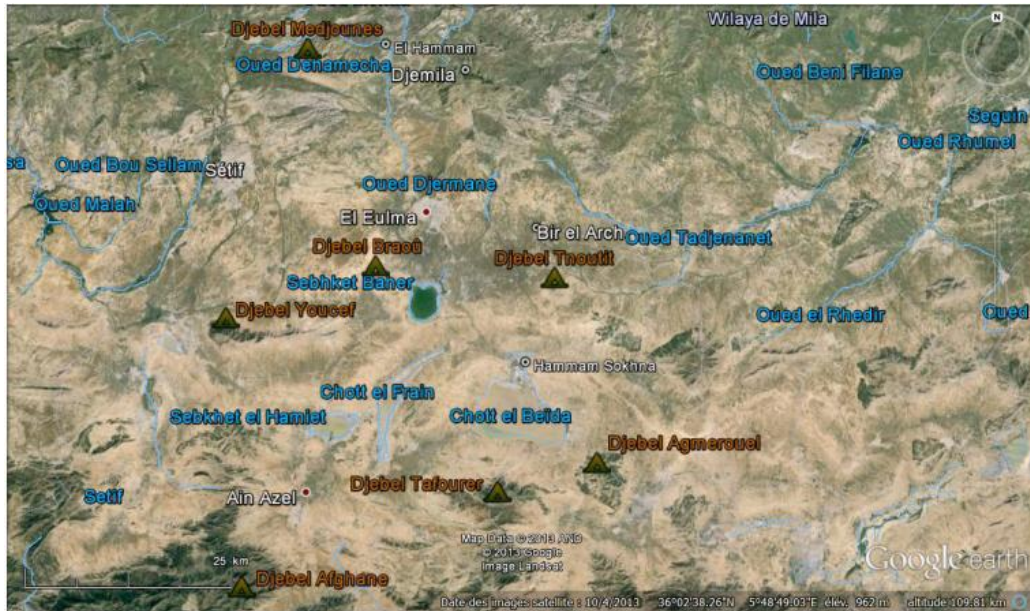 Wilaya de Mila
N
Djebel Medjounes
El Hammam
Oued Denamecha
Djemila
Oued Beni Filane
Seguin
Oued Rhumel
sa
Oued Bou Sellam
Sétif
Oued Djermane
Oued Malah
El Eulma
Bir el Arch
Oued Tadjenanet
Djebel Braoû
Djebel Tnoutit
Sebhket Baner
Djebel Youcef
Oued el Rhedir
Oued
Hammam Sokhna
Chott el Frain
Sebkhet el Hamiet
Chott el Beïda
Djebel Agmerouel
Djebel Tafourer
Setif
Ain Azel
Map Data © 2013 AND
© 2013 Google
Image Landsat
Google earth
25 km
Djebel Afghane
Date des images satellite : 10/4/2013 36°02'38.26"N 5°48'49.03"E élév. 962 m altitude 109.81 km